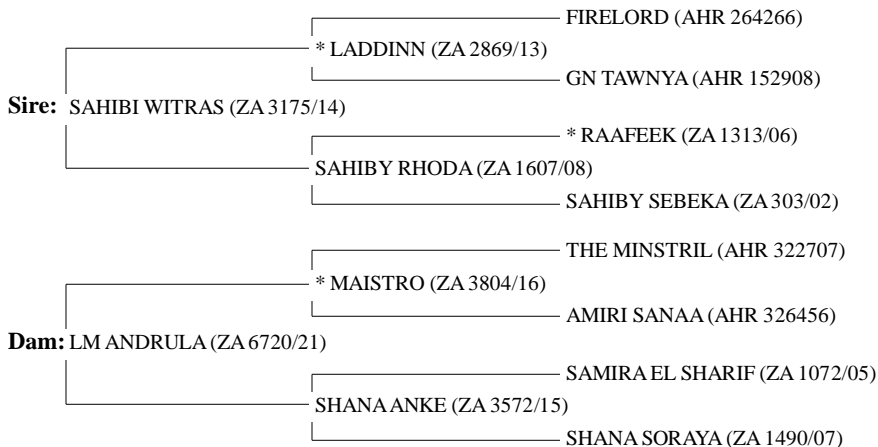 FIRELORD (AHR 264266)
* LADDINN (ZA 2869/13)
GN TAWNYA (AHR 152908)
Sire: SAHIBI WITRAS (ZA 3175/14)
* RAAFEEK (ZA 1313/06)
SAHIBY RHODA (ZA 1607/08)
SAHIBY SEBEKA (ZA 303/02)
THE MINSTRIL (AHR 322707)
* MAISTRO (ZA 3804/16)
AMIRI SANAA (AHR 326456)
Dam: LM ANDRULA (ZA 6720/21)
SAMIRA EL SHARIF (ZA 1072/05)
SHANA ANKE (ZA 3572/15)
SHANA SORAYA (ZA 1490/07)